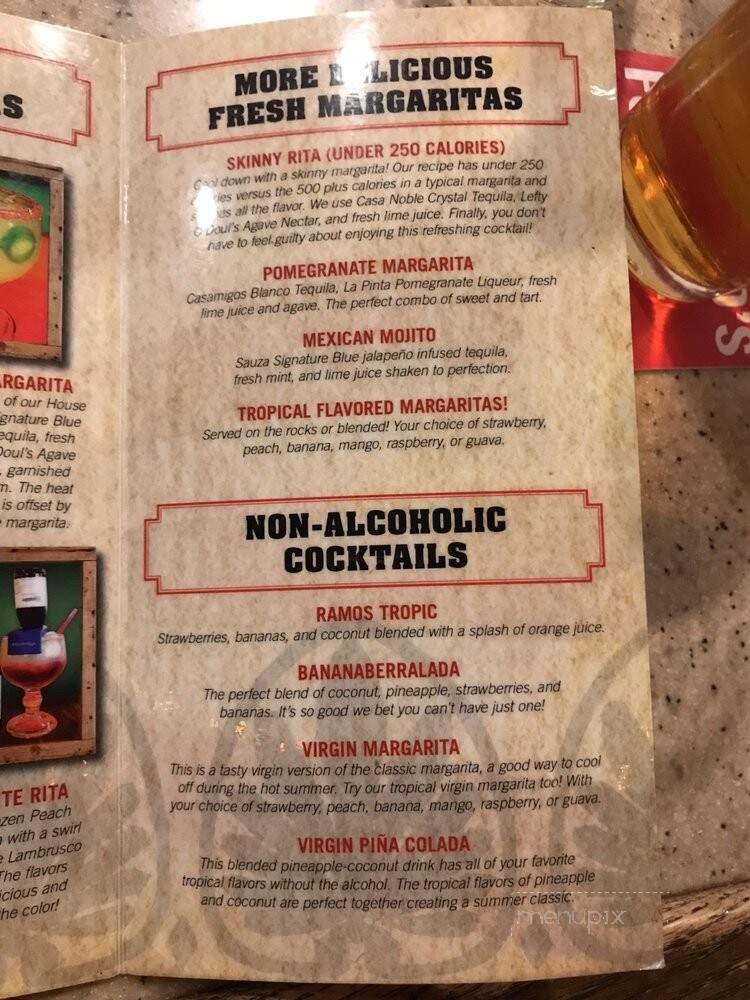 S
RGARITA
of our House
gnature Blue
equila, fresh
Doul's Agave
, garnished
m. The heat
is offset by
margarita.
TE RITA
zen Peach
with a swirl
e Lambrusco
The flavors
icious and
the color!
MORE D LICIOUS
FRESH MARGARITAS
SKINNY RITA (UNDER 250 CALORIES)
Cool down with a skinny margarita! Our recipe has under 250
calories versus the 500 plus calories in a typical margarita and
all the flavor. We use Casa Noble Crystal Tequila, Lefty
O'Doul's Agave Nectar, and fresh lime juice. Finally, you don't
have to feel guilty about enjoying this refreshing cocktail!
POMEGRANATE MARGARITA
Casamigos Blanco Tequila, La Pinta Pomegranate Liqueur, fresh
lime juice and agave. The perfect combo of sweet and tart.
MEXICAN MOJITO
Sauza Signature Blue jalapeño infused tequila,
fresh mint, and lime juice shaken to perfection.
TROPICAL FLAVORED MARGARITAS!
Served on the rocks or blended! Your choice of strawberry,
peach, banana, mango, raspberry, or guava.
NON-ALCOHOLIC
COCKTAILS
RAMOS TROPIC
Strawberries, bananas, and coconut blended with a splash of orange juice.
BANANABERRALADA
The perfect blend of coconut, pineapple, strawberries, and
bananas. It's so good we bet you can't have just one!
VIRGIN MARGARITA
This is a tasty virgin version of the classic margarita, a good way to cool
off during the hot summer. Try our tropical virgin margarita too! With
your choice of strawberry, peach, banana, mango, raspberry, or guava.
VIRGIN PIÑA COLADA
This blended pineapple-coconut drink has all of your favorite
tropical flavors without the alcohol. The tropical flavors of pineapple
and coconut are perfect together creating a summer classic.
menupix